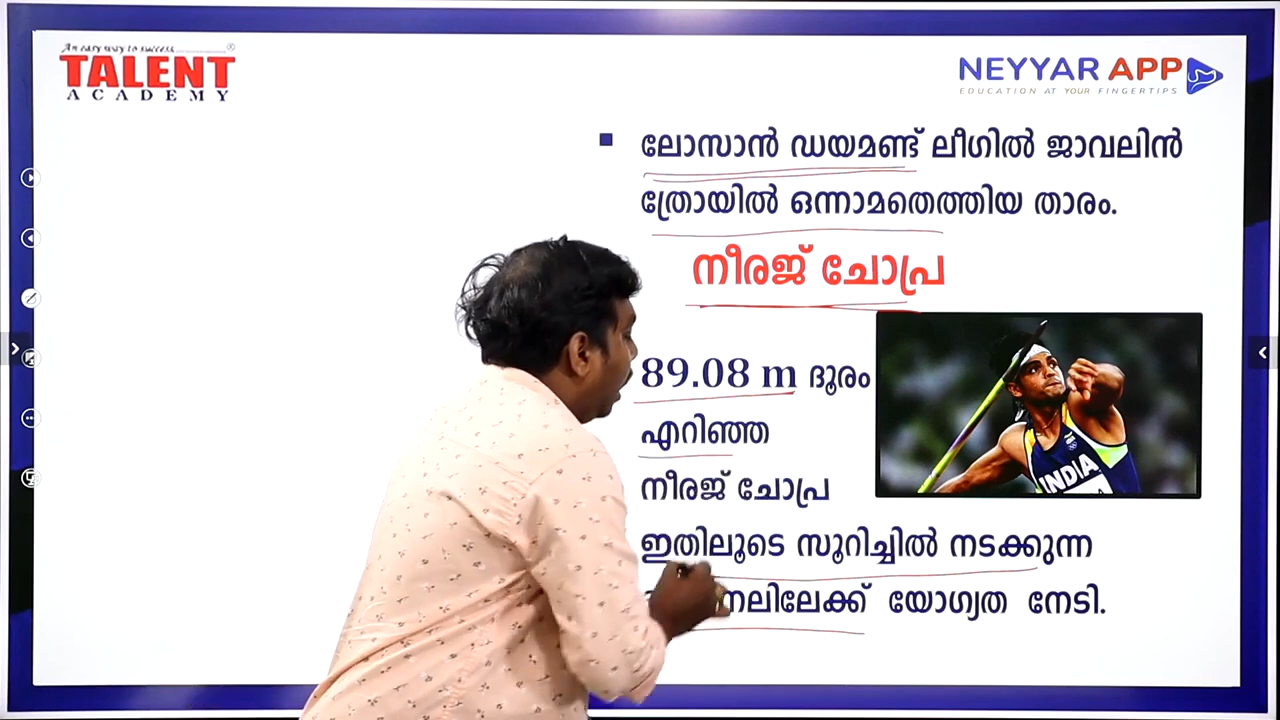 An easy way to success
TALENT
ACADEMY
NEYYAR APP
EDUCATION AT YOUR FINGERTIPS
ലോസാൻ ഡയമണ്ട് ലീഗിൽ ജാവലിൻ
ത്രോയിൽ ഒന്നാമതെത്തിയ താരം.
നീരജ് ചോപ്ര
89.08 m ദൂരം
എറിഞ്ഞ
നീരജ് ചോപ്ര
INDIA
ഇതിലൂടെ സൂറിച്ചിൽ നടക്കുന്ന
യോഗ്യത നേടി.